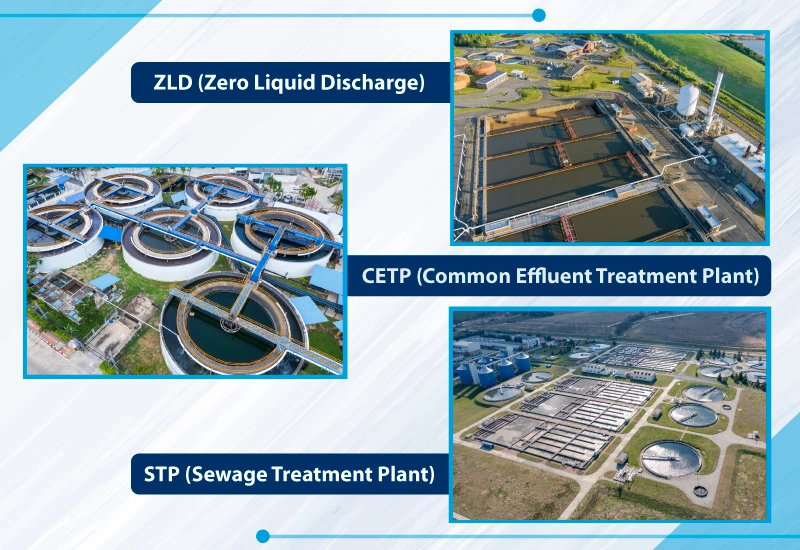 ZLD (Zero Liquid Discharge)
CETP (Common Effluent Treatment Plant)
STP (Sewage Treatment Plant)